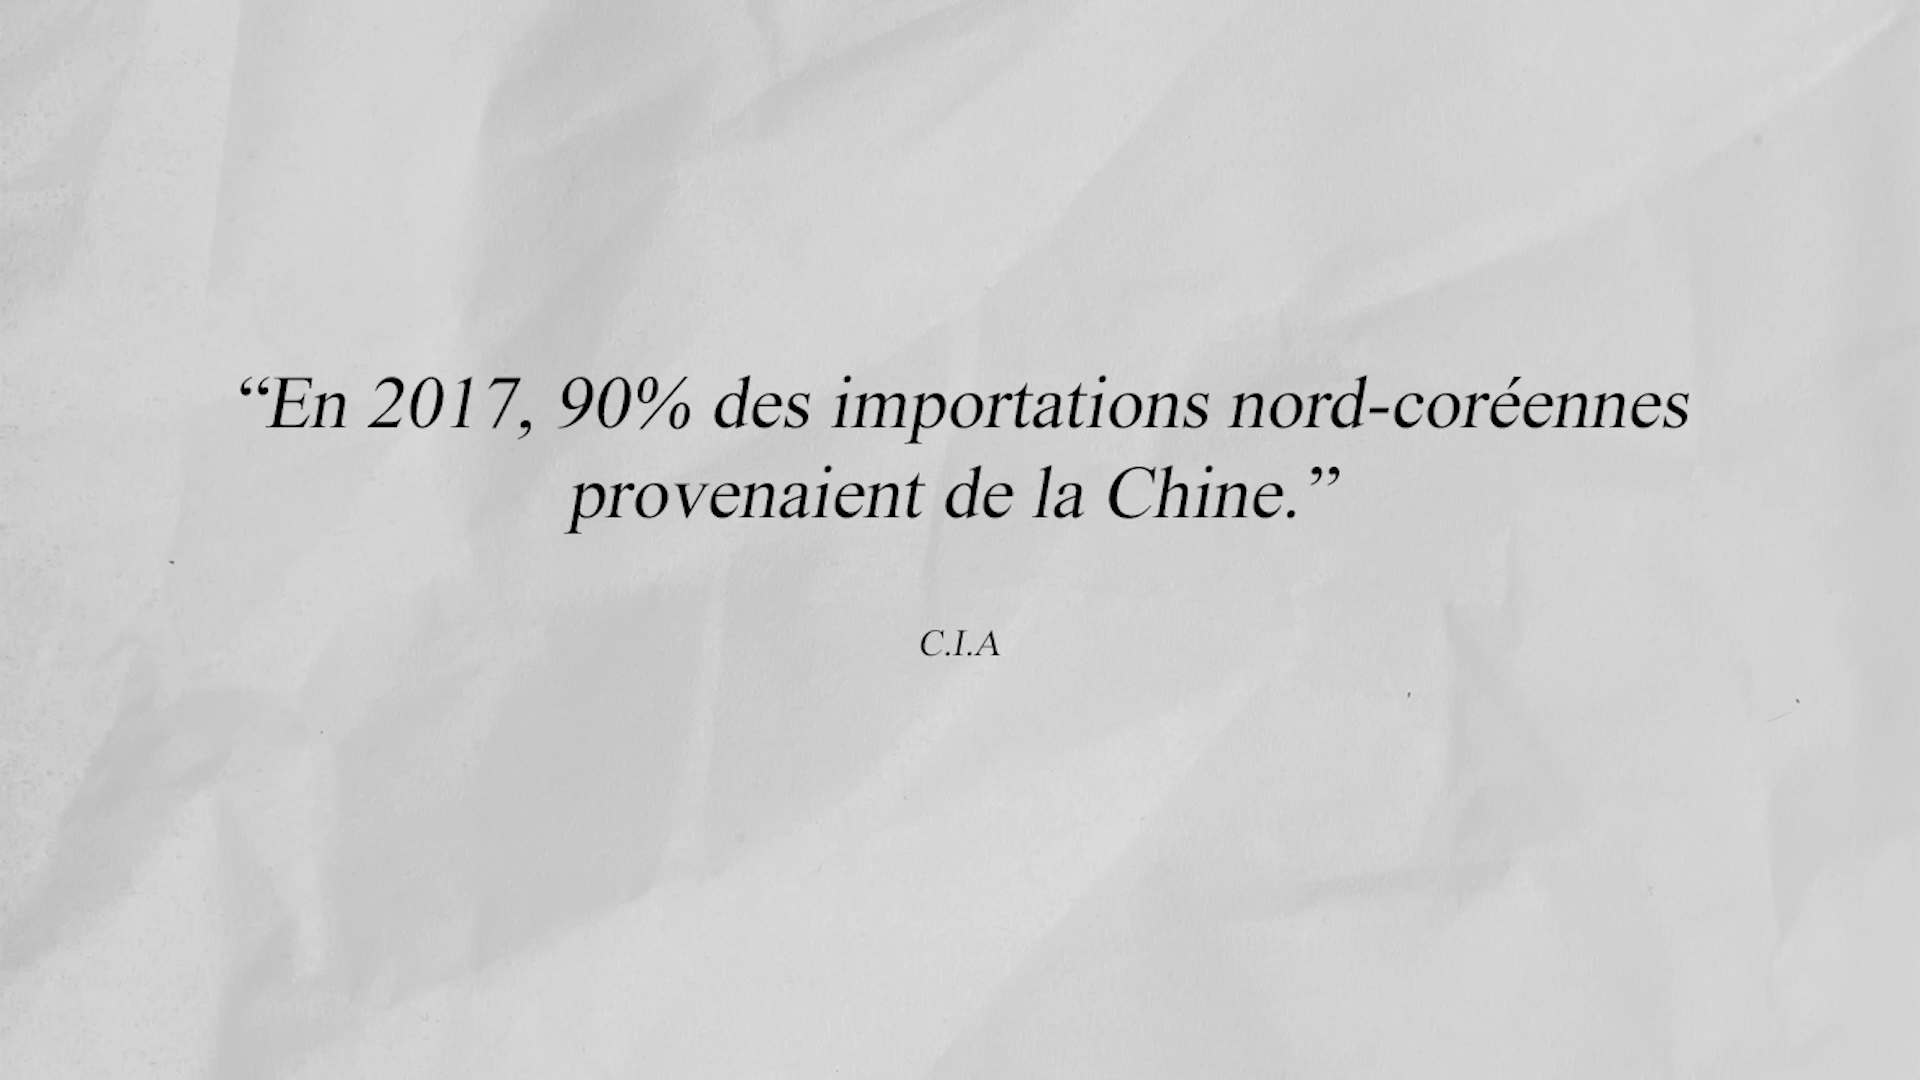 “En 2017, 90% des importations nord-coréennes
provenaient de la Chine.”
C.I.A